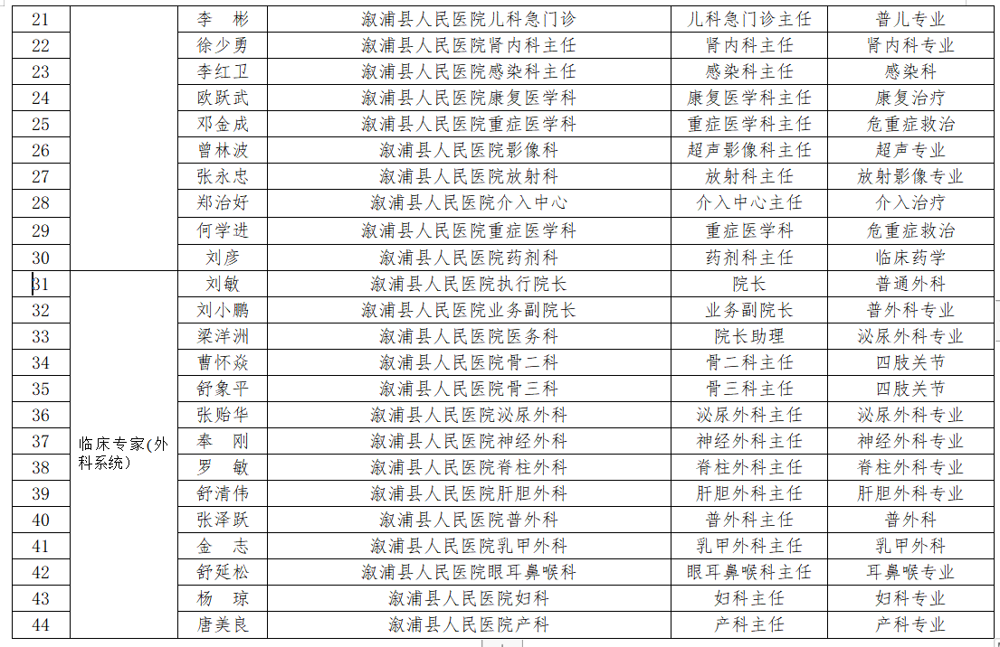 21 李 彬 溆浦县人民医院儿科急门诊 儿科急门诊主任 普儿专业
22 徐少勇 溆浦县人民医院肾内科主任 肾内科主任 肾内科专业
23 李红卫 溆浦县人民医院感染科主任 感染科主任 感染科
24 欧跃武 溆浦县人民医院康复医学科 康复医学科主任 康复治疗
25 邓金成 溆浦县人民医院重症医学科 重症医学科主任 危重症救治
26 曾林波 溆浦县人民医院影像科 超声影像科主任 超声专业
27 张永忠 溆浦县人民医院放射科 放射科主任 放射影像专业
28 郑治好 溆浦县人民医院介入中心 介入中心主任 介入治疗
29 何学进 溆浦县人民医院重症医学科 重症医学科 危重症救治
30 刘彦 溆浦县人民医院药剂科 药剂科主任 临床药学
31 刘敏 溆浦县人民医院执行院长 院长 普通外科
32 刘小鹏 溆浦县人民医院业务副院长 业务副院长 普外科专业
33 梁洋洲 溆浦县人民医院医务科 院长助理 泌尿外科专业
34 曹怀焱 溆浦县人民医院骨二科 骨二科主任 四肢关节
35 舒象平 溆浦县人民医院骨三科 骨三科主任 四肢关节
36 张贻华 溆浦县人民医院泌尿外科 泌尿外科主任 泌尿外科专业
临床专家(外
科系统）
37 奉 刚 溆浦县人民医院神经外科 神经外科主任 神经外科专业
38 罗 敏 溆浦县人民医院脊柱外科 脊柱外科主任 脊柱外科专业
39 舒清伟 溆浦县人民医院肝胆外科 肝胆外科主任 肝胆外科专业
40 张泽跃 溆浦县人民医院普外科 普外科主任 普外科
41 金 志 溆浦县人民医院乳甲外科 乳甲外科主任 乳甲外科
42 舒延松 溆浦县人民医院眼耳鼻喉科 眼耳鼻喉科主任 耳鼻喉专业
43 杨 琼 溆浦县人民医院妇科 妇科主任 妇科专业
44 唐美良 溆浦县人民医院产科 产科主任 产科专业